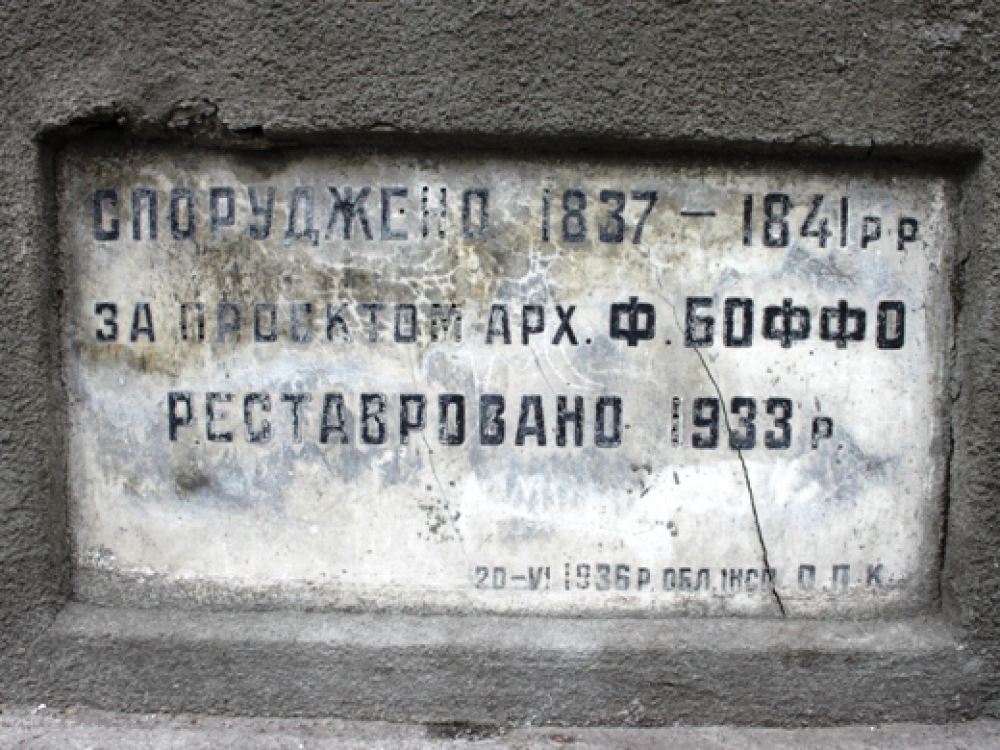 СПОРУДЖЕНО 1837 – 1841 рр
ЗА ПРОЕКТОМ АРХ. Ф. БОФФО
РЕСТАВРОВАНО 1933 р.
20–VI 1936 Р. ОБЛ. ІНСП. О. П. К.